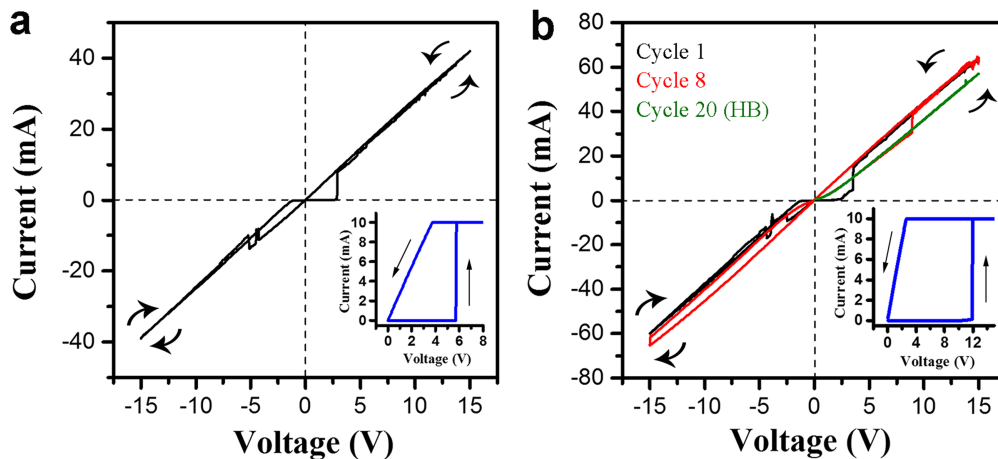 a
Current (mA)
40
20
0
-20
-40
-15 -10 -5 0 5 10 15
Voltage (V)
Current (mA)
10
8
6
4
2
0
0 2 4 6 8
Voltage (V)
b
Cycle 1
Cycle 8
Cycle 20 (HB)
Current (mA)
80
60
40
20
0
-20
-40
-60
-80
-15 -10 -5 0 5 10 15
Voltage (V)
Current (mA)
10
8
6
4
2
0
0 4 8 12
Voltage (V)